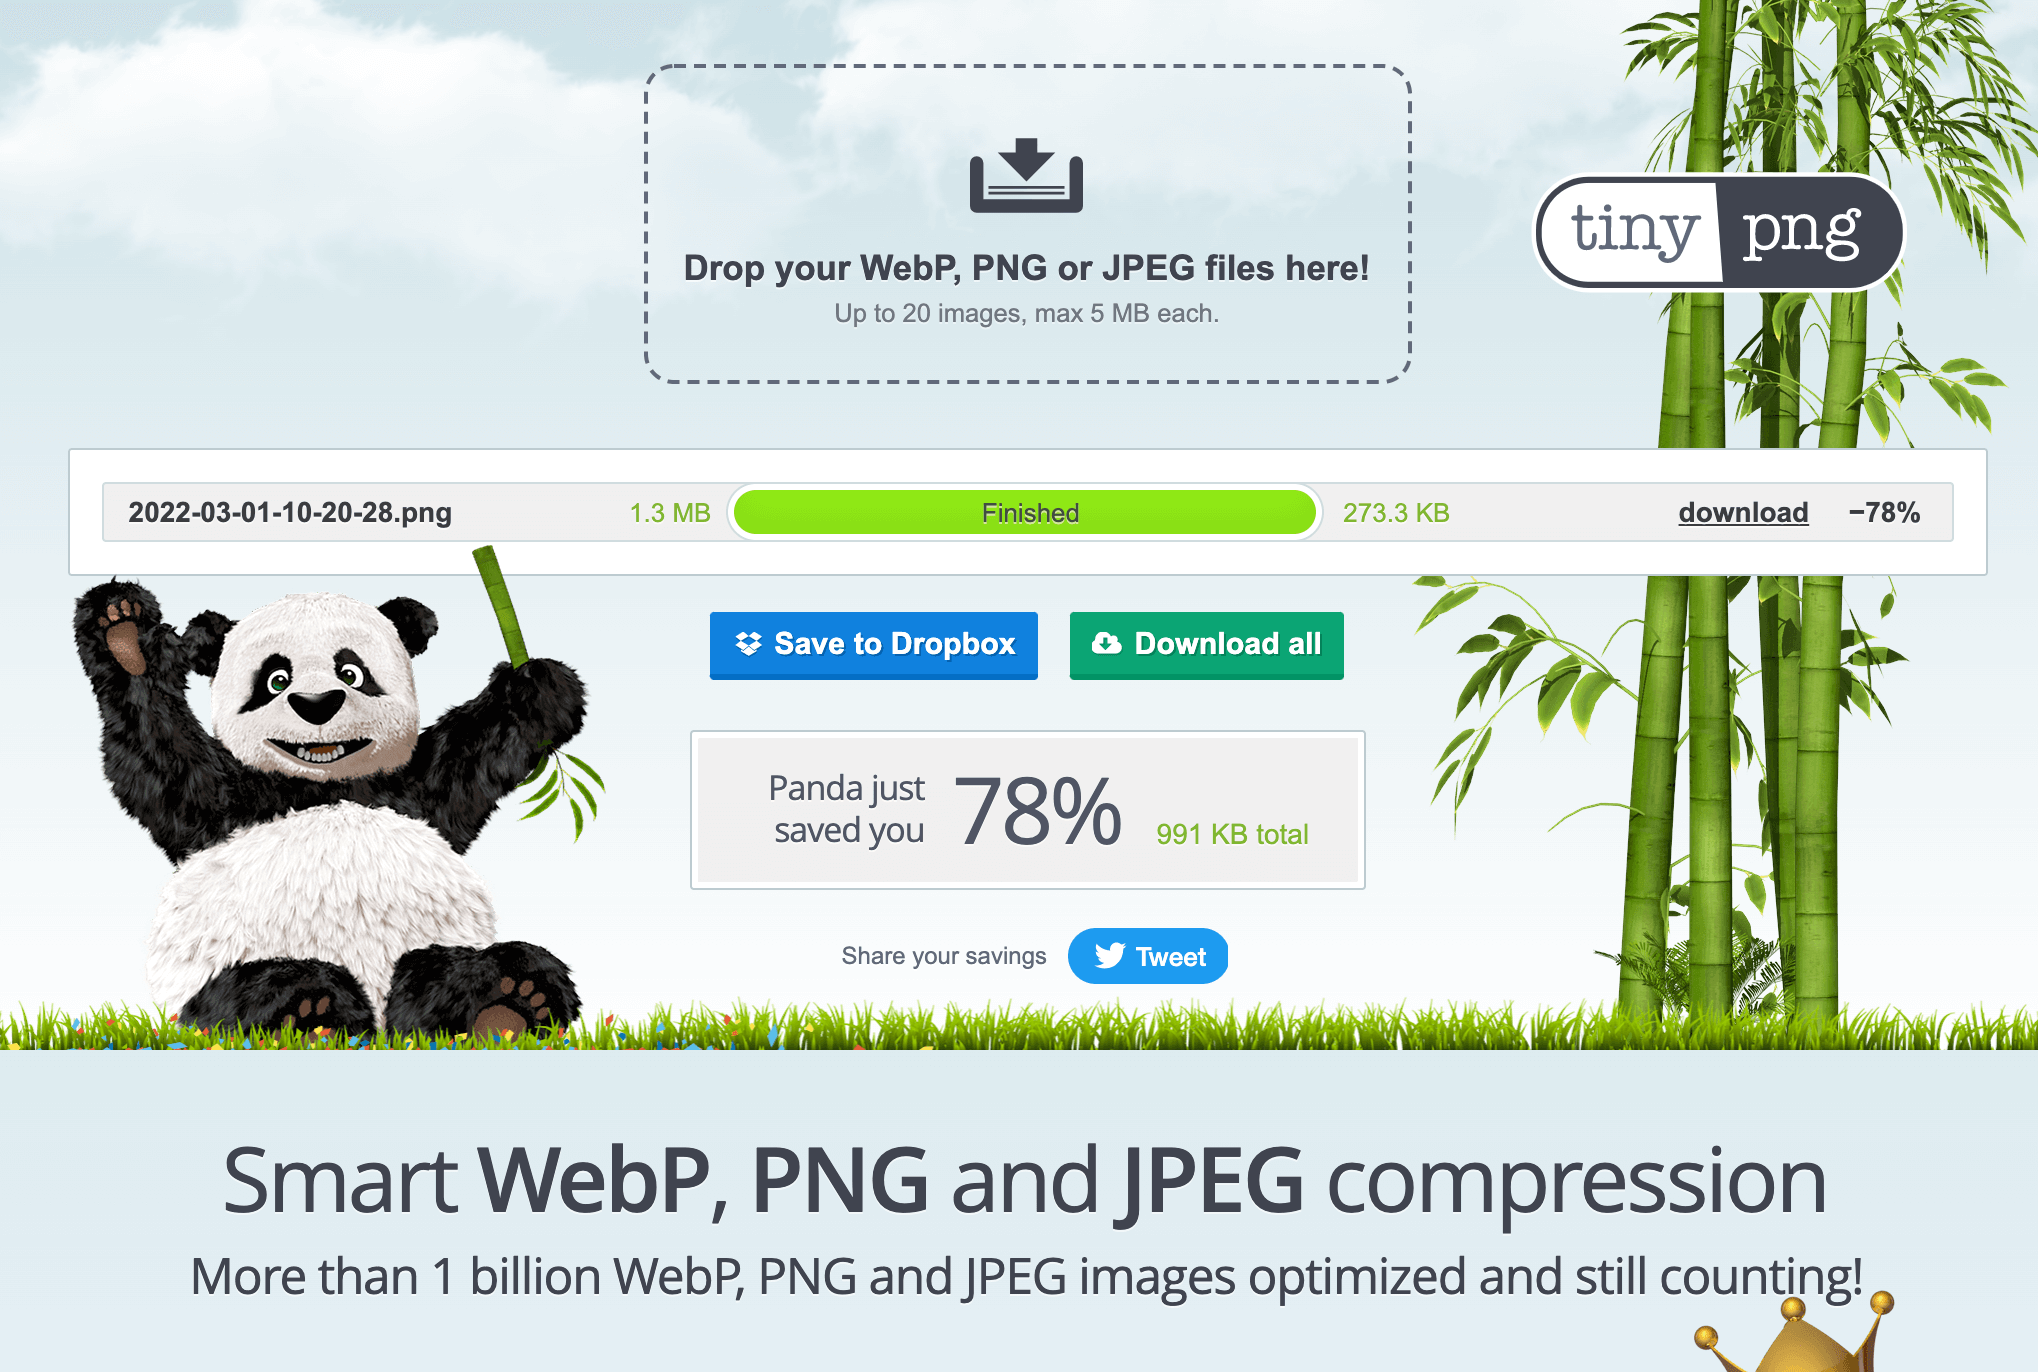 Drop your WebP, PNG or JPEG files here!
Up to 20 images, max 5 MB each.
tiny png
2022-03-01-10-20-28.png 1.3 MB Finished 273.3 KB download −78%
Save to Dropbox Download all
Panda just
saved you 78% 991 KB total
Share your savings Tweet
Smart WebP, PNG and JPEG compression
More than 1 billion WebP, PNG and JPEG images optimized and still counting!